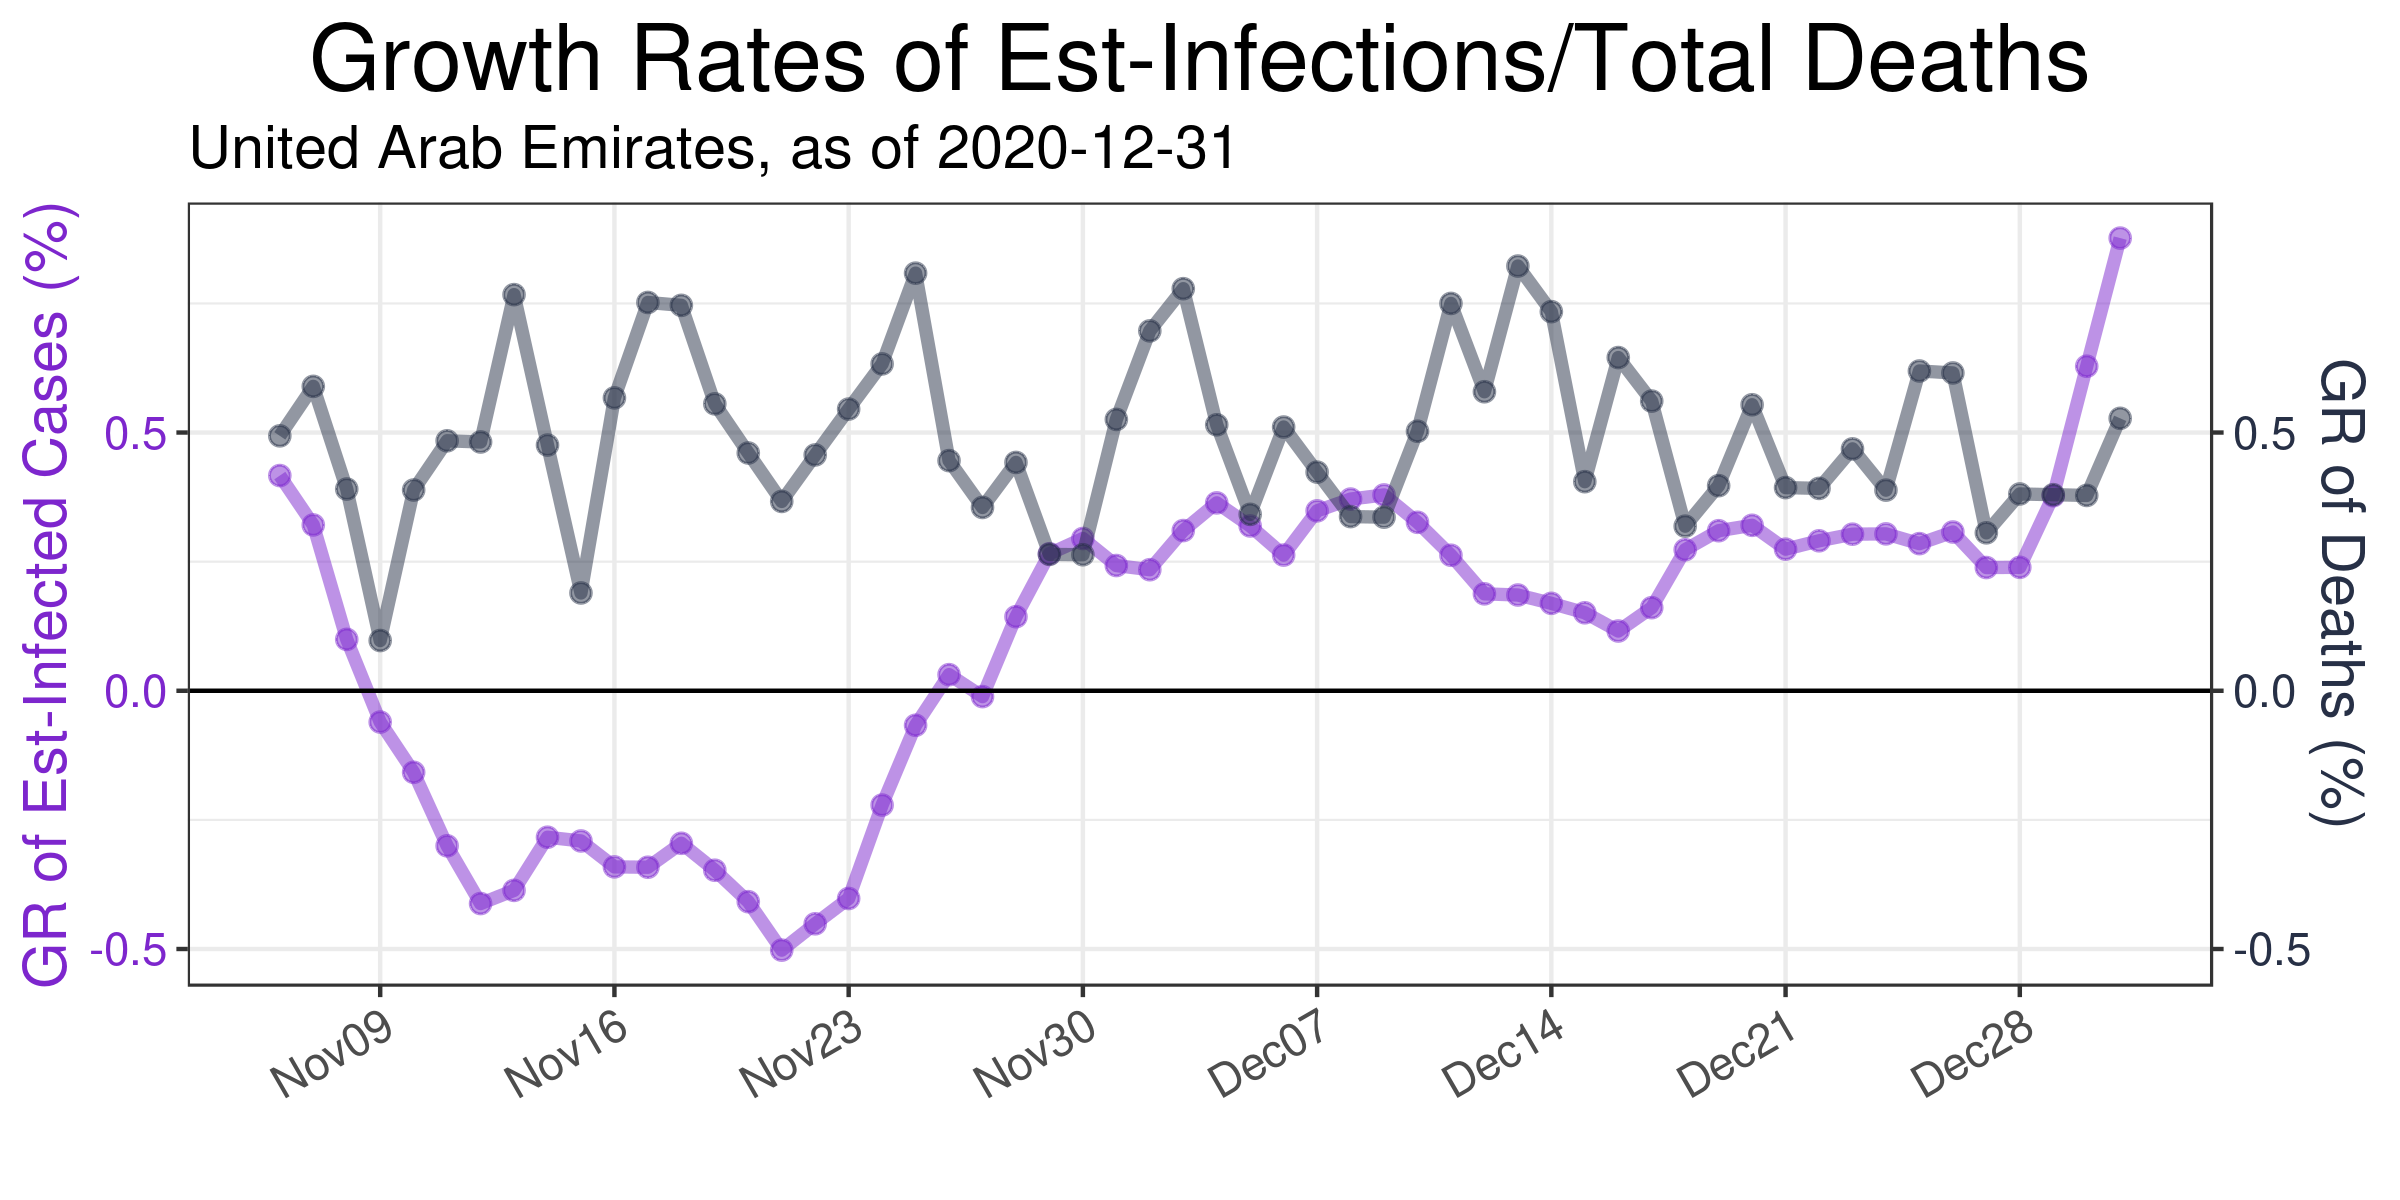 Growth Rates of Est-Infections/Total Deaths
United Arab Emirates, as of 2020-12-31
GR of Est-Infected Cases (%)
0.5
0.0
-0.5
0.5
0.0
-0.5
GR of Deaths (%)
Nov09
Nov16
Nov23
Nov30
Dec07
Dec14
Dec21
Dec28